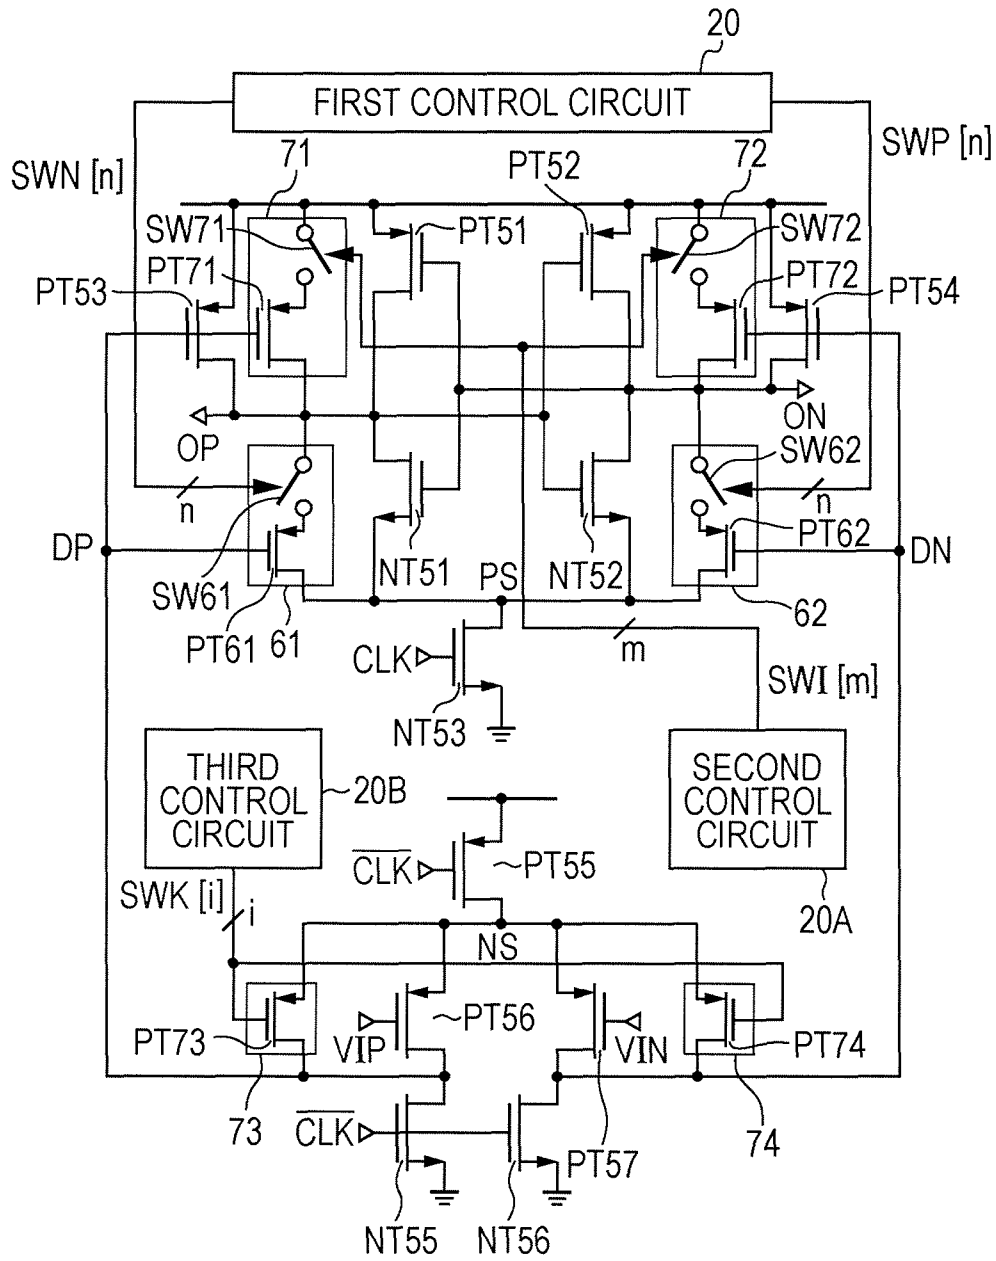 20
FIRST CONTROL CIRCUIT
SWN [n]
SWP [n]
71
PT52
72
SW71
PT51
SW72
PT71
PT72
PT53
PT54
OP
ON
SW62
n
n
PT62
DP
DN
NT51
PS
NT52
SW61
PT61
61
62
CLK
m
SWI [m]
NT53
THIRD
CONTROL
CIRCUIT
20B
SECOND
CONTROL
CIRCUIT
CLK
PT55
SWK [i]
i
20A
NS
PT73
VIP
PT56
VIN
PT74
73
CLK
74
PT57
NT55
NT56